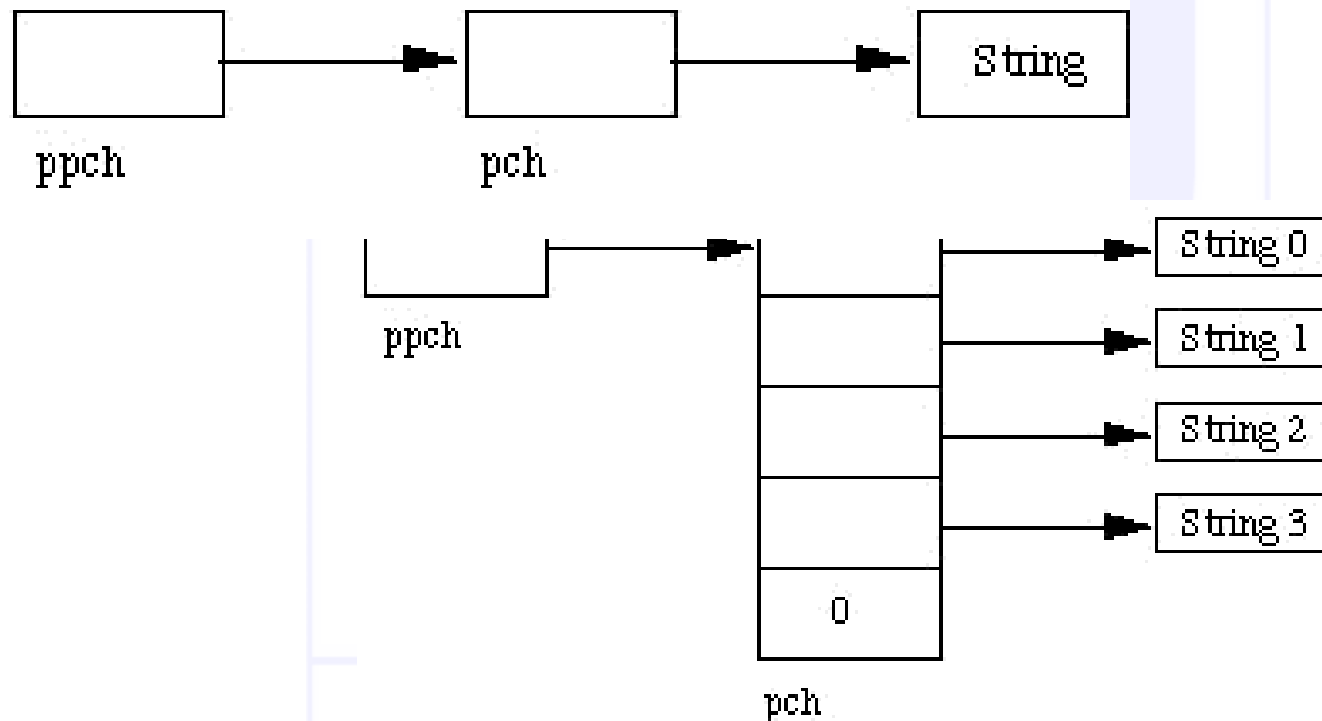 String
ppch pch
String 0
ppch
String 1
String 2
String 3
0
pch